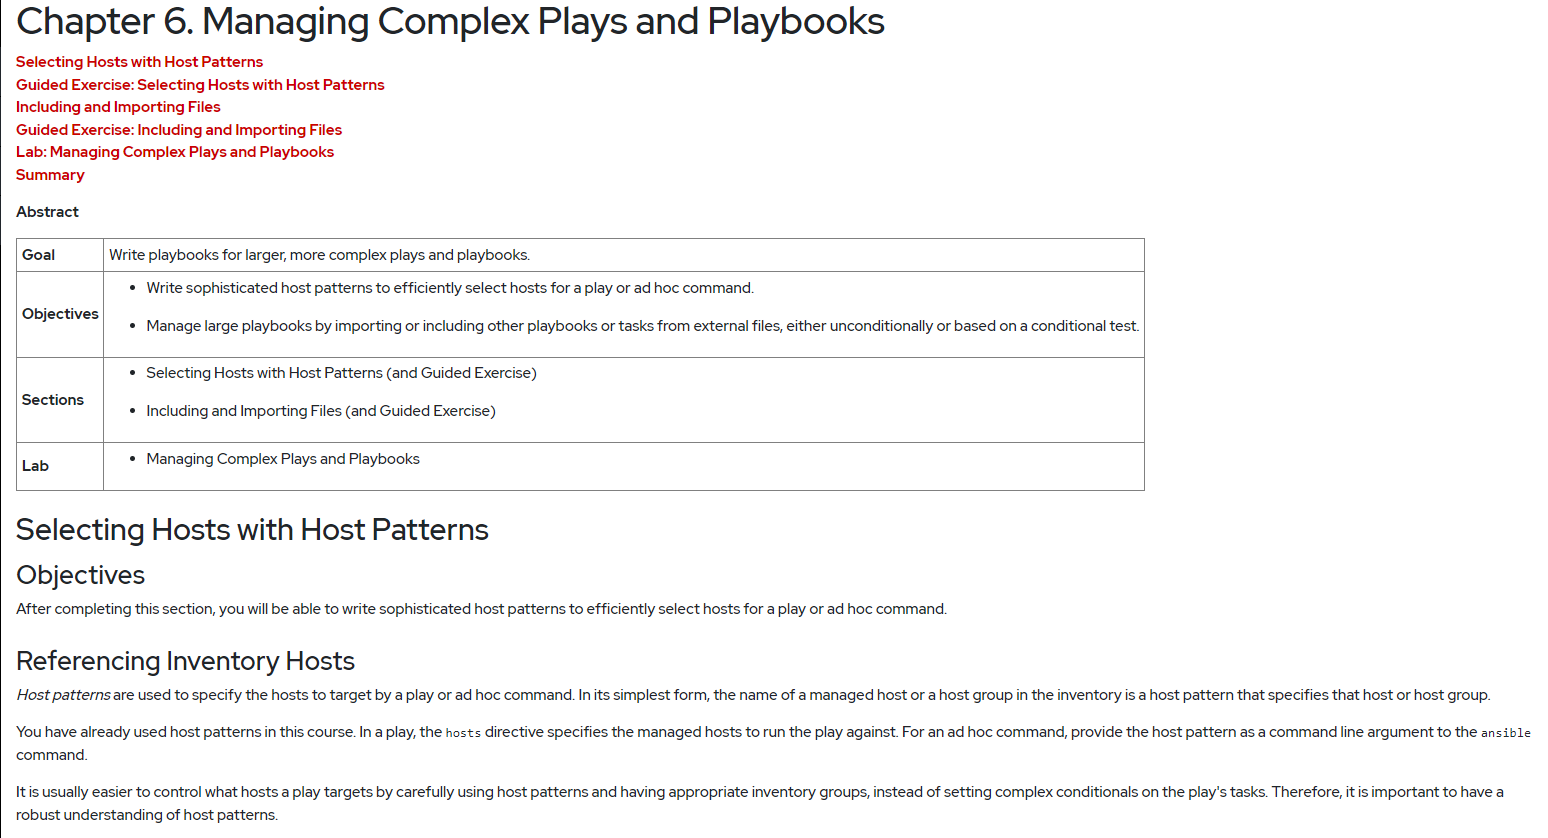 Chapter 6. Managing Complex Plays and Playbooks
Selecting Hosts with Host Patterns
Guided Exercise: Selecting Hosts with Host Patterns
Including and Importing Files
Guided Exercise: Including and Importing Files
Lab: Managing Complex Plays and Playbooks
Summary
Abstract
Goal
Write playbooks for larger, more complex plays and playbooks.
Objectives
• Write sophisticated host patterns to efficiently select hosts for a play or ad hoc command.
• Manage large playbooks by importing or including other playbooks or tasks from external files, either unconditionally or based on a conditional test.
Sections
• Selecting Hosts with Host Patterns (and Guided Exercise)
• Including and Importing Files (and Guided Exercise)
Lab
• Managing Complex Plays and Playbooks
Selecting Hosts with Host Patterns
Objectives
After completing this section, you will be able to write sophisticated host patterns to efficiently select hosts for a play or ad hoc command.
Referencing Inventory Hosts
Host patterns are used to specify the hosts to target by a play or ad hoc command. In its simplest form, the name of a managed host or a host group in the inventory is a host pattern that specifies that host or host group.
You have already used host patterns in this course. In a play, the hosts directive specifies the managed hosts to run the play against. For an ad hoc command, provide the host pattern as a command line argument to the ansible
command.
It is usually easier to control what hosts a play targets by carefully using host patterns and having appropriate inventory groups, instead of setting complex conditionals on the play's tasks. Therefore, it is important to have a
robust understanding of host patterns.